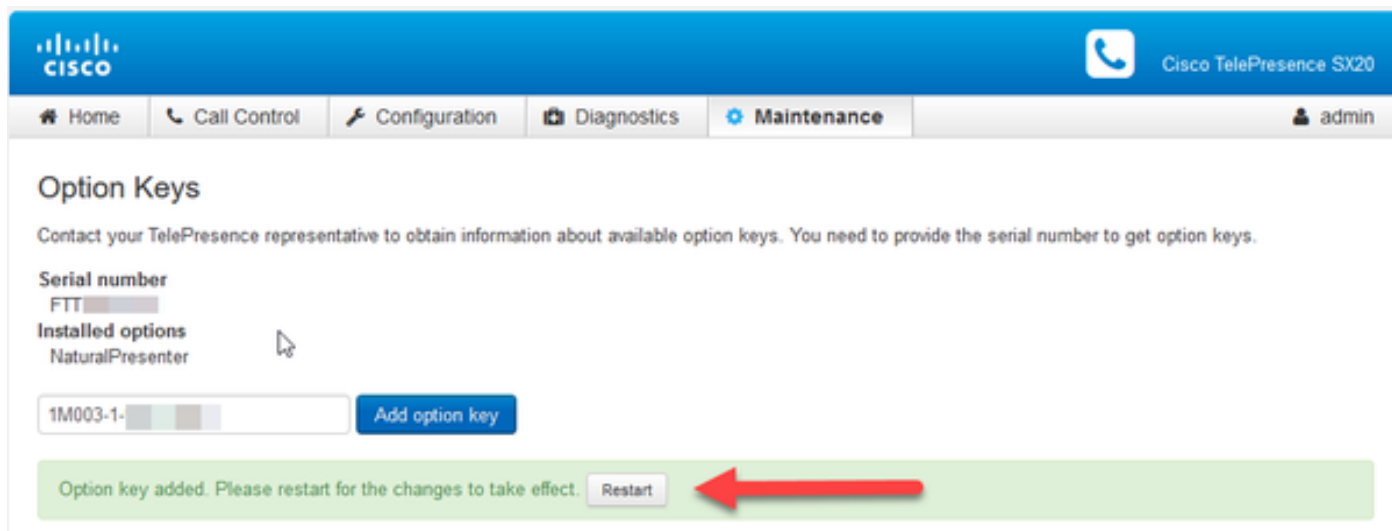 CISCO
Cisco TelePresence SX20
Home Call Control Configuration Diagnostics Maintenance admin
Option Keys
Contact your TelePresence representative to obtain information about available option keys. You need to provide the serial number to get option keys.
Serial number
FTT
Installed options
NaturalPresenter
1M003-1- Add option key
Option key added. Please restart for the changes to take effect. Restart